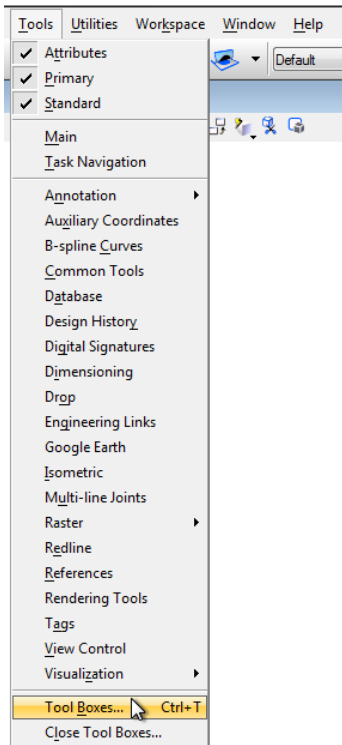 Tools Utilities Workspace Window Help
Attributes
Default
Primary
Standard
Main
Task Navigation
Annotation
Auxiliary Coordinates
B-spline Curves
Common Tools
Database
Design History
Digital Signatures
Dimensioning
Drop
Engineering Links
Google Earth
Isometric
Multi-line Joints
Raster
Redline
References
Rendering Tools
Tags
View Control
Visualization
Tool Boxes... Ctrl+T
Close Tool Boxes...